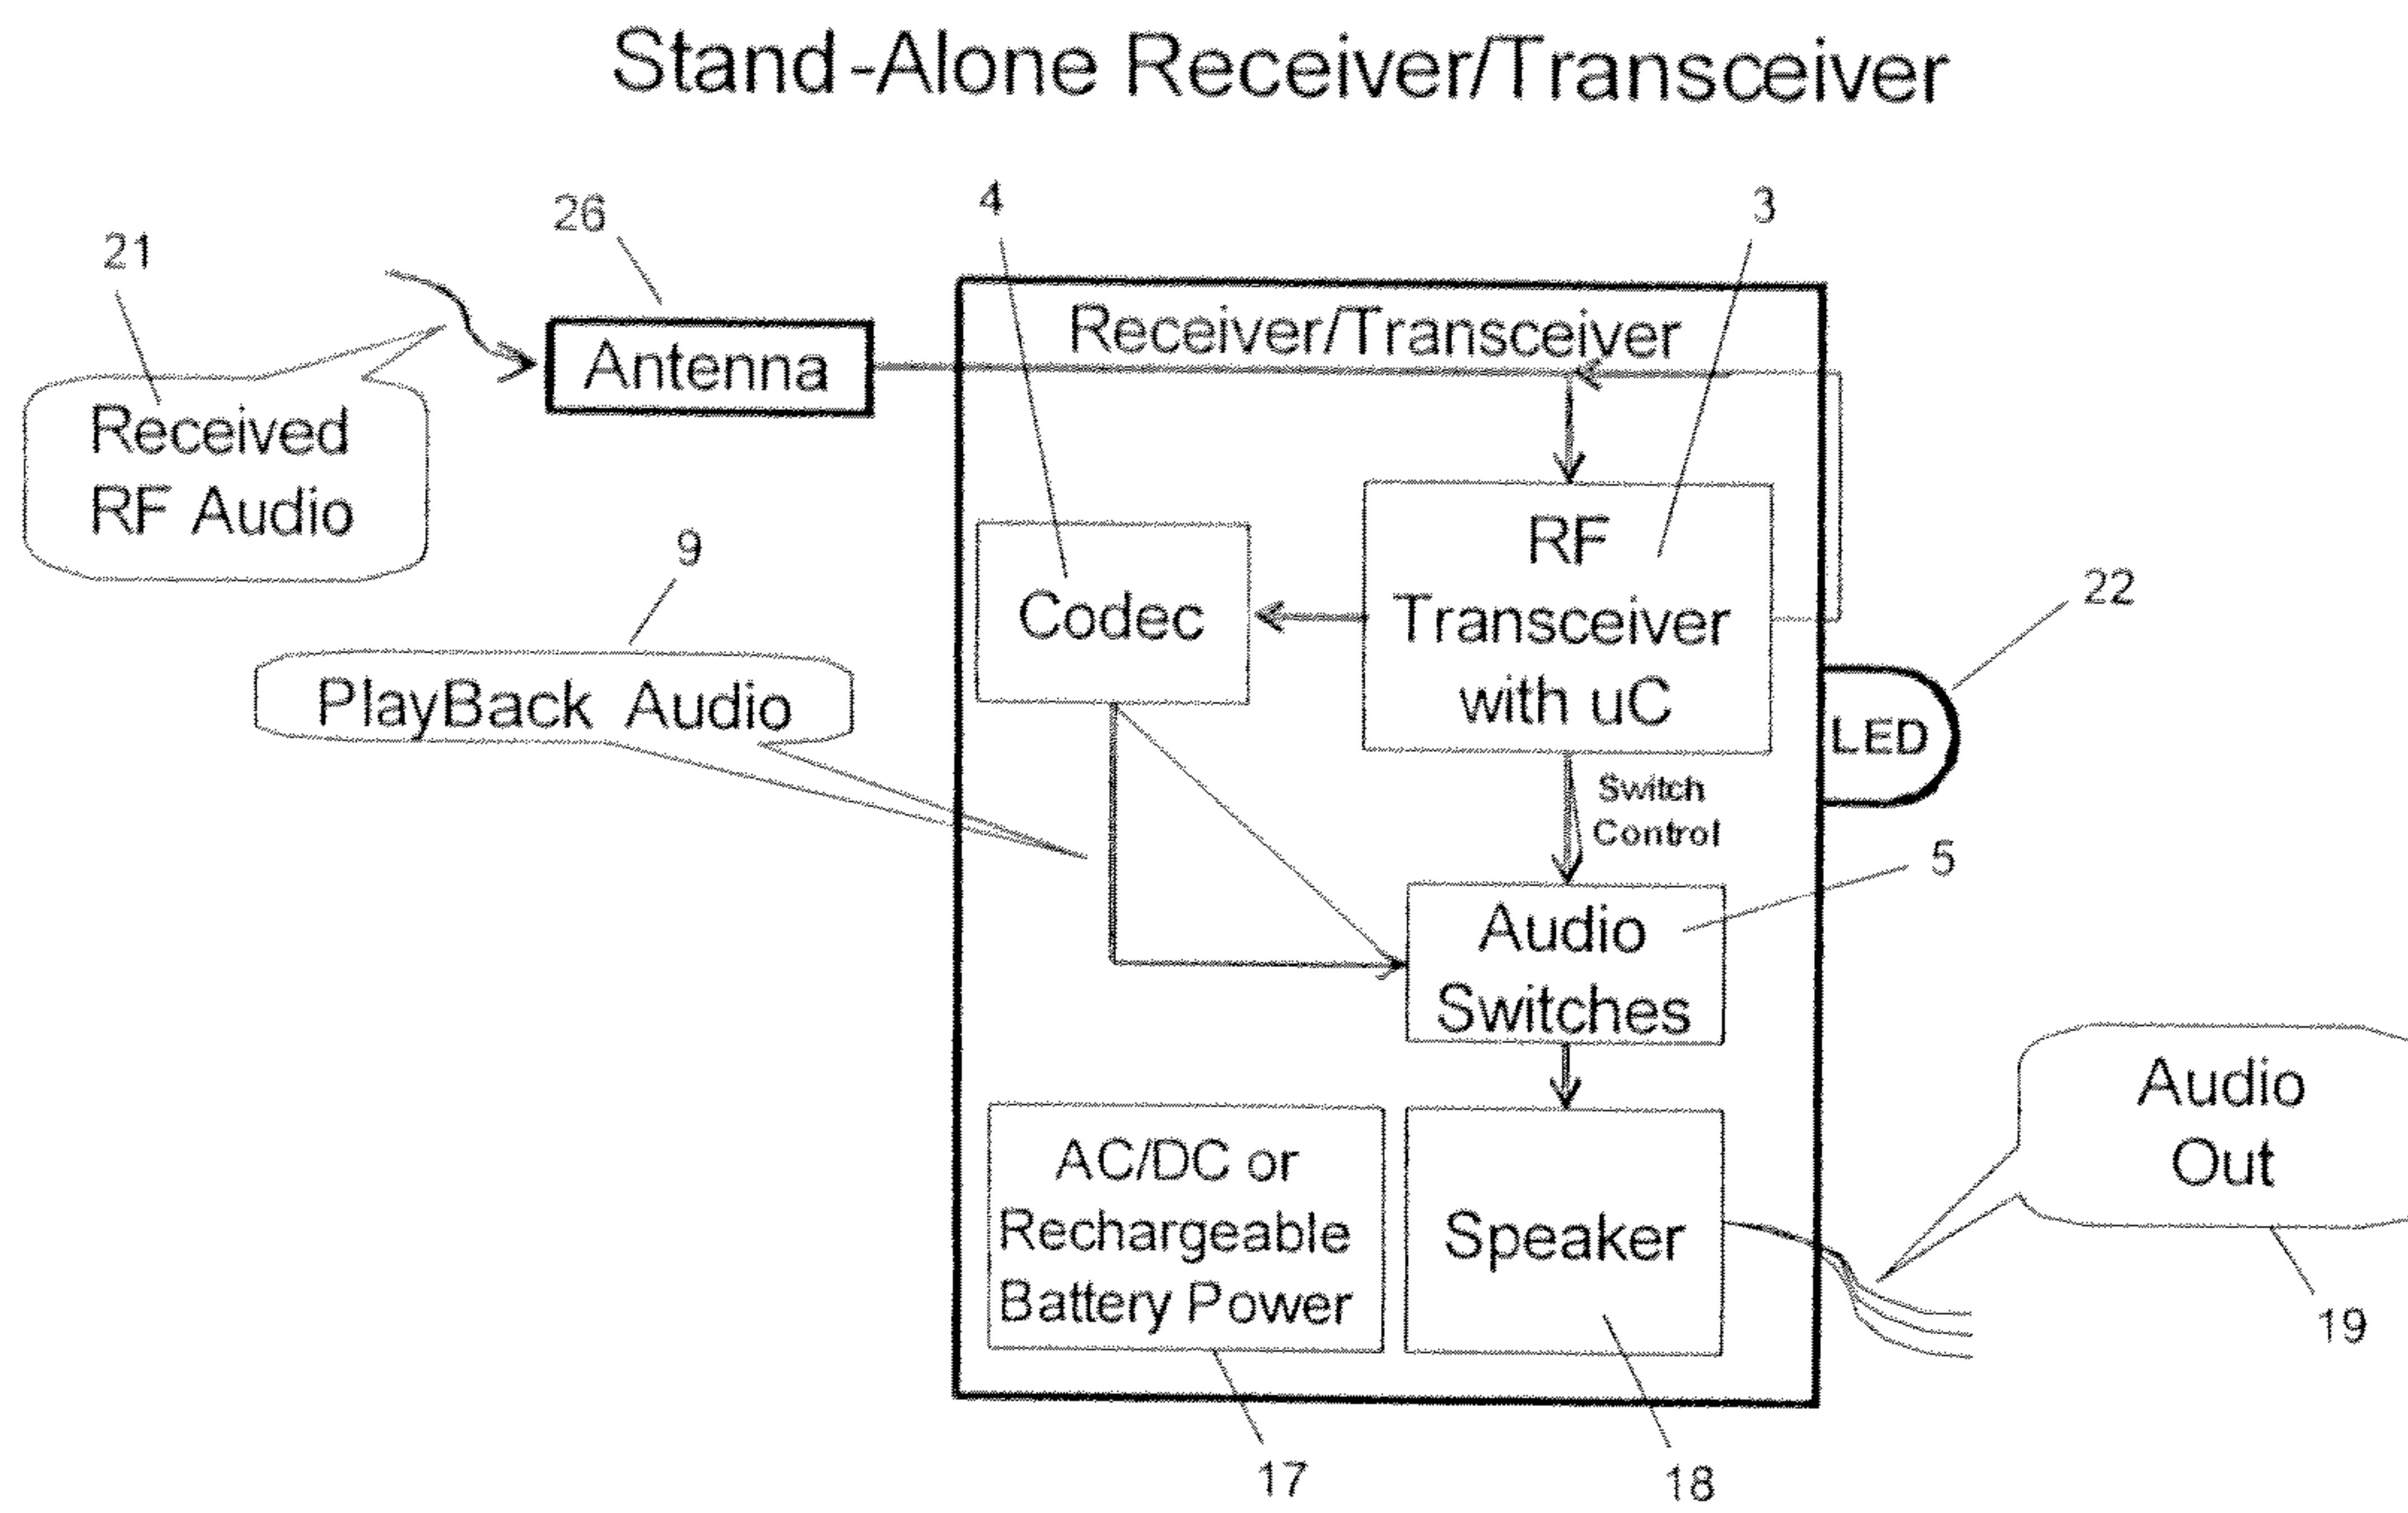 Stand-Alone Receiver/Transceiver
4
3
26
21
Receiver/Transceiver
Antenna
Received
RF Audio
9
RF
Transceiver
with uC
Codec
22
PlayBack Audio
LED
Switch
Control
5
Audio
Switches
Audio
Out
AC/DC or
Rechargeable
Battery Power
Speaker
19
17
18